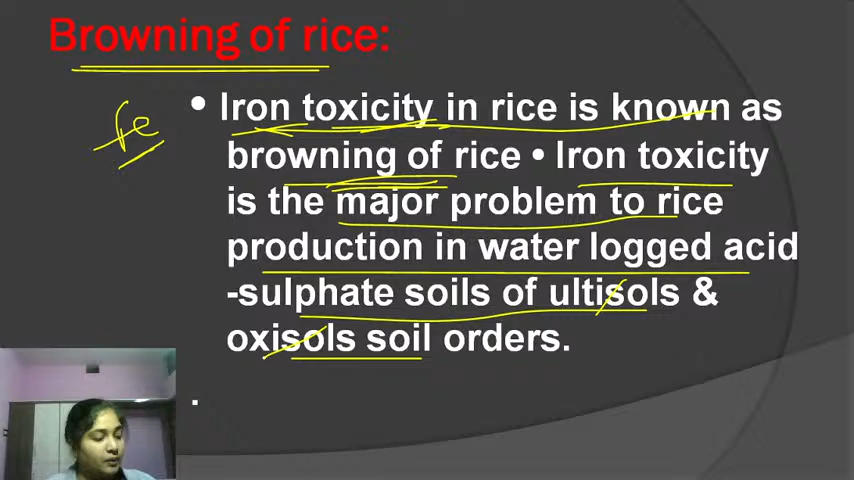 Browning of rice:
fe
• Iron toxicity in rice is known as
browning of rice • Iron toxicity
is the major problem to rice
production in water logged acid
-sulphate soils of ultisols &
oxisols soil orders.
.